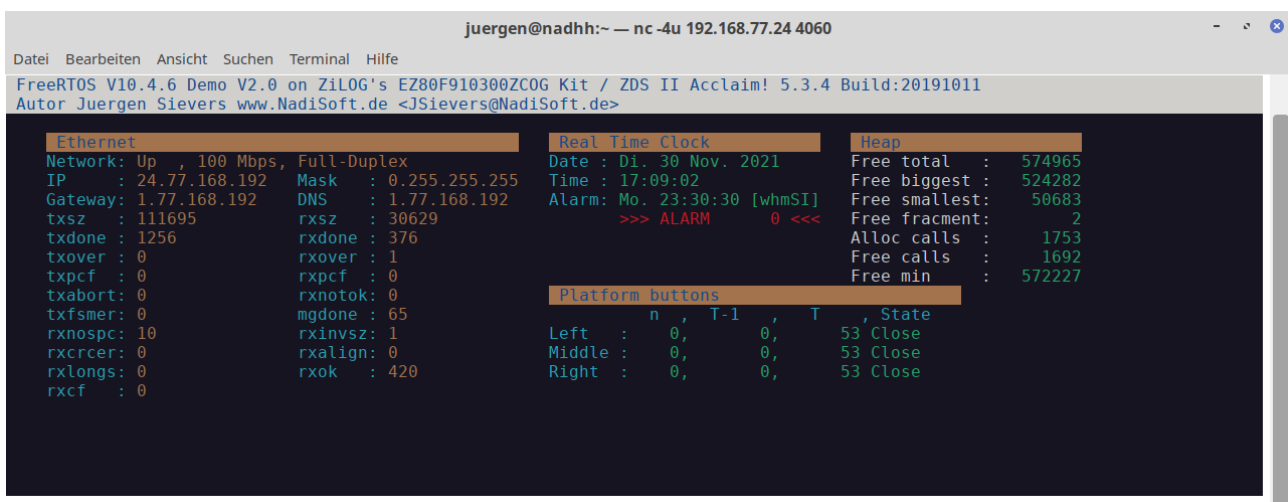 juergen@nadhh:~ — nc -4u 192.168.77.24 4060
Datei Bearbeiten Ansicht Suchen Terminal Hilfe
FreeRTOS V10.4.6 Demo V2.0 on ZiLOG's EZ80F910300ZCOG Kit / ZDS II Acclaim! 5.3.4 Build:20191011
Autor Juergen Sievers www.NadiSoft.de <JSievers@NadiSoft.de>
Ethernet Real Time Clock Heap
Network: Up , 100 Mbps, Full-Duplex Date : Di. 30 Nov. 2021 Free total : 574965
IP : 24.77.168.192 Mask : 0.255.255.255 Time : 17:09:02 Free biggest : 524282
Gateway: 1.77.168.192 DNS : 1.77.168.192 Alarm: Mo. 23:30:30 [whmSI] Free smallest: 50683
txsz : 111695 rxsz : 30629 >>> ALARM 0 <<< Free fracment: 2
txdone : 1256 rxdone : 376 Alloc calls : 1753
txover : 0 rxover : 1 Free calls : 1692
txpcf : 0 rxpcf : 0 Free min : 572227
txabort: 0 rxnotok: 0 Platform buttons
txfsmer: 0 mgdone : 65 n , T-1 , T , State
rxnospc: 10 rxinvsz: 1 Left : 0, 0, 53 Close
rxcrcer: 0 rxalign: 0 Middle : 0, 0, 53 Close
rxlongs: 0 rxok : 420 Right : 0, 0, 53 Close
rxcf : 0